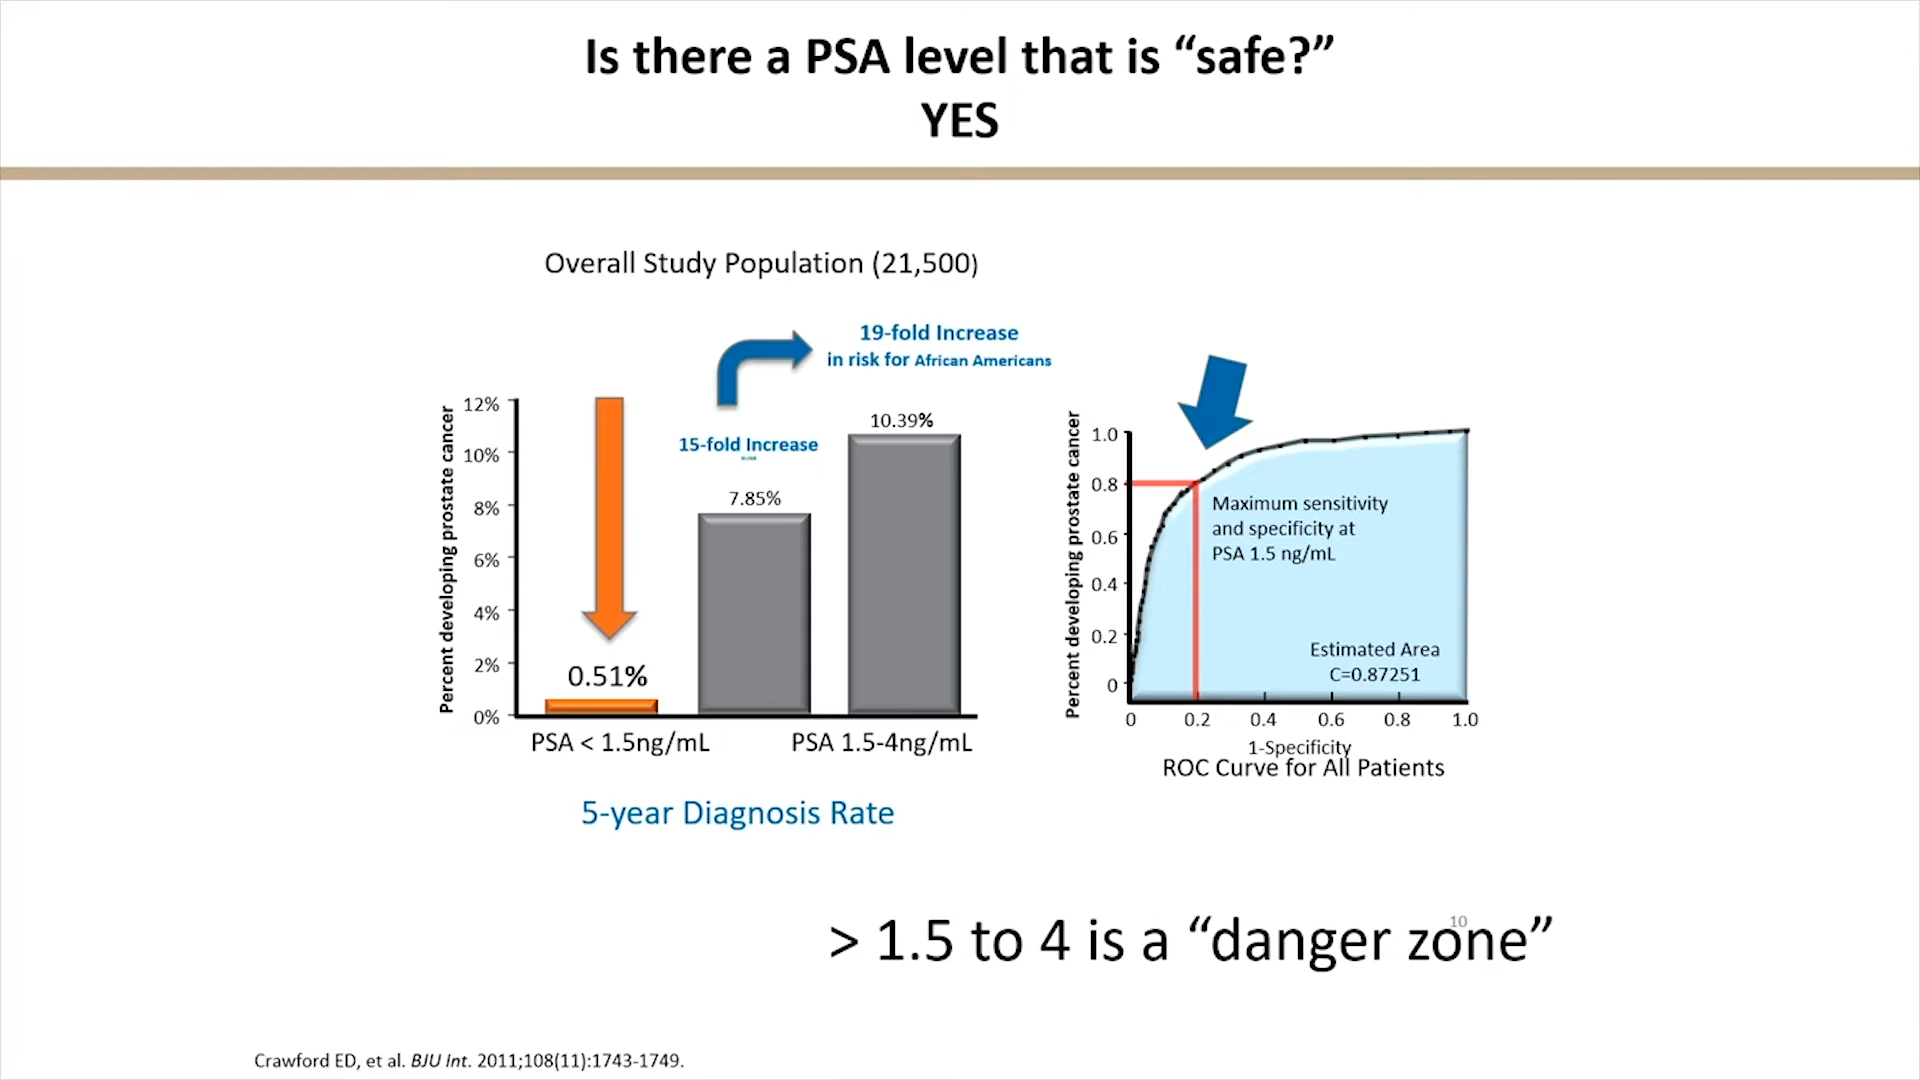 Is there a PSA level that is “safe?”
YES
Overall Study Population (21,500)
19-fold Increase
in risk for African Americans
15-fold Increase
Percent developing prostate cancer
12%
10%
8%
6%
4%
2%
0%
0.51%
7.85%
10.39%
PSA < 1.5ng/mL
PSA 1.5-4ng/mL
5-year Diagnosis Rate
Percent developing prostate cancer
1.0
0.8
0.6
0.4
0.2
0
Maximum sensitivity
and specificity at
PSA 1.5 ng/mL
Estimated Area
C=0.87251
0 0.2 0.4 0.6 0.8 1.0
1-Specificity
ROC Curve for All Patients
> 1.5 to 4 is a “danger zone”
10
Crawford ED, et al. BJU Int. 2011;108(11):1743-1749.